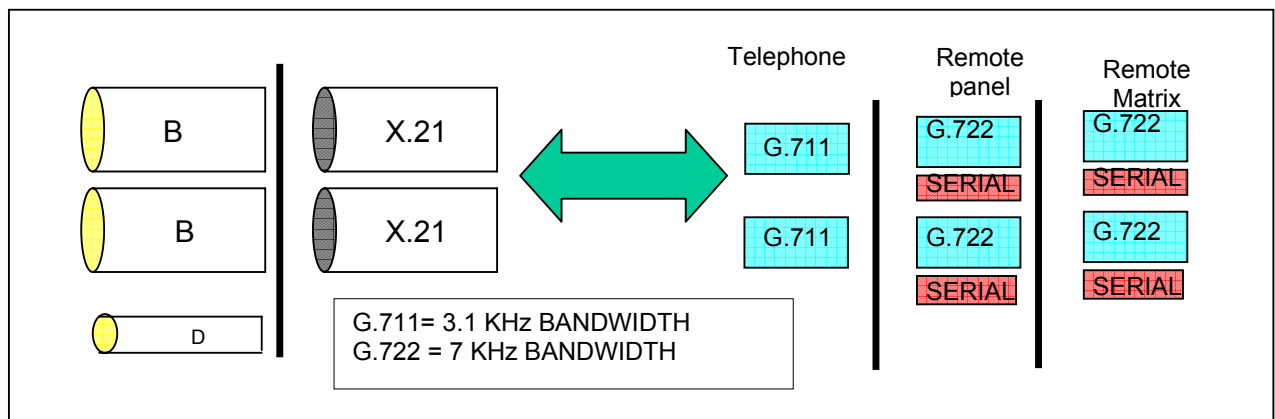 Telephone
Remote
panel
Remote
Matrix
B
X.21
G.711
G.722
SERIAL
G.722
SERIAL
B
X.21
G.711
G.722
SERIAL
G.722
SERIAL
D
G.711= 3.1 KHz BANDWIDTH
G.722 = 7 KHz BANDWIDTH